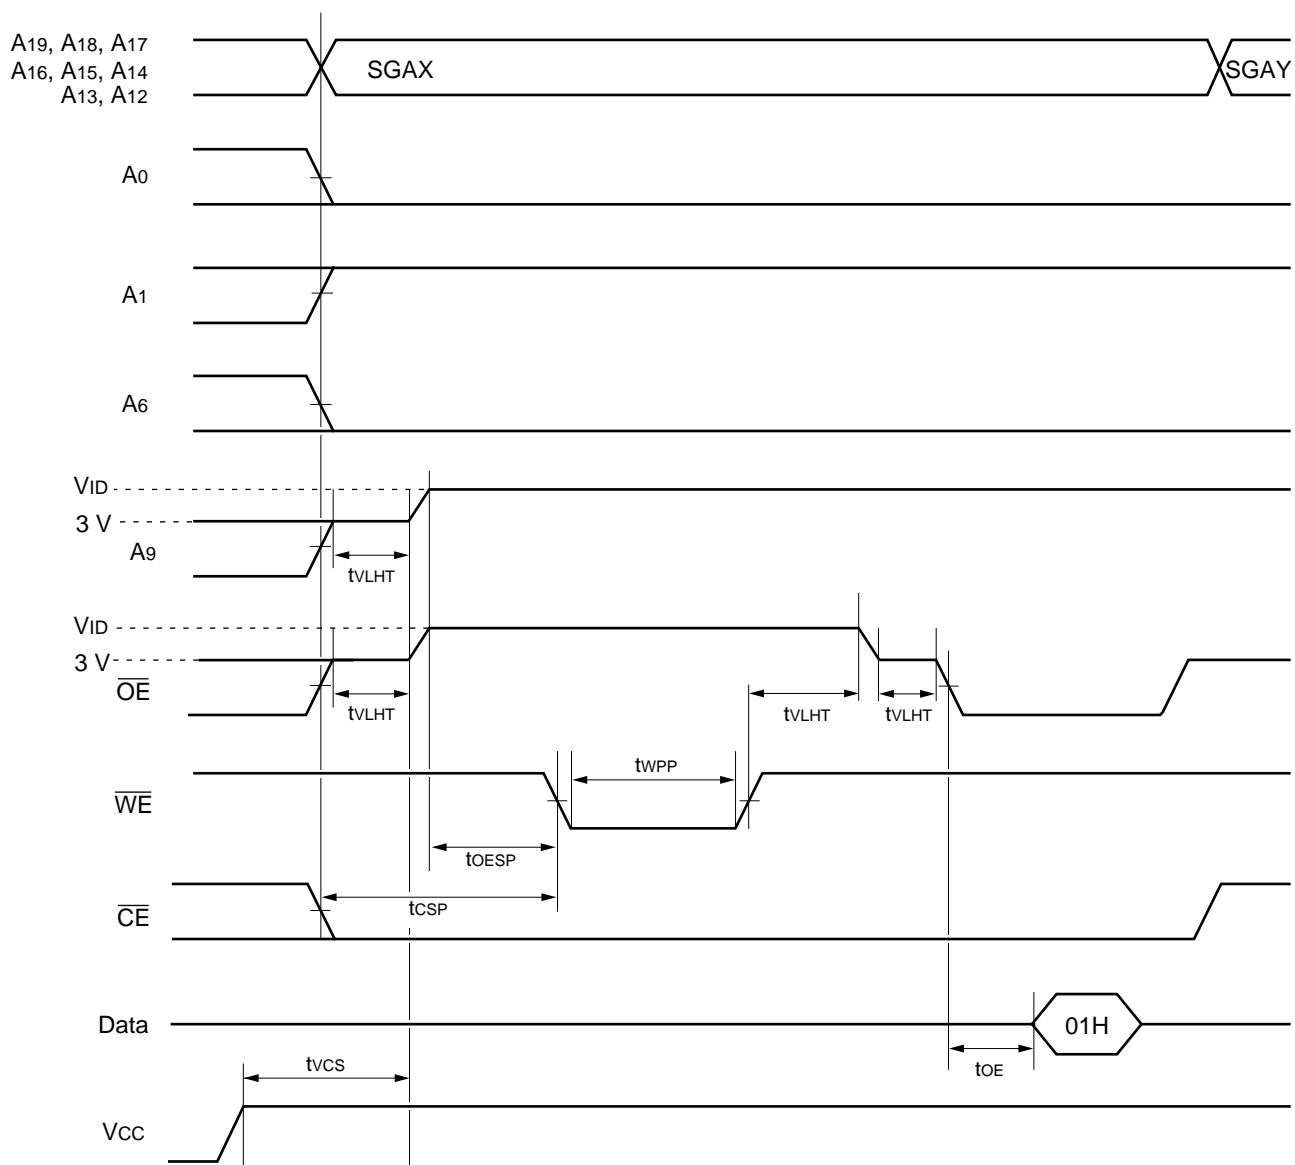 A19, A18, A17
A16, A15, A14
A13, A12
SGAX
SGAY
A0
A1
A6
VID
3 V
A9
tVLHT
VID
3 V
OE
tVLHT
tVLHT
tVLHT
WE
tWPP
tOESP
CE
tCSP
Data
01H
tOE
tVCS
VCC